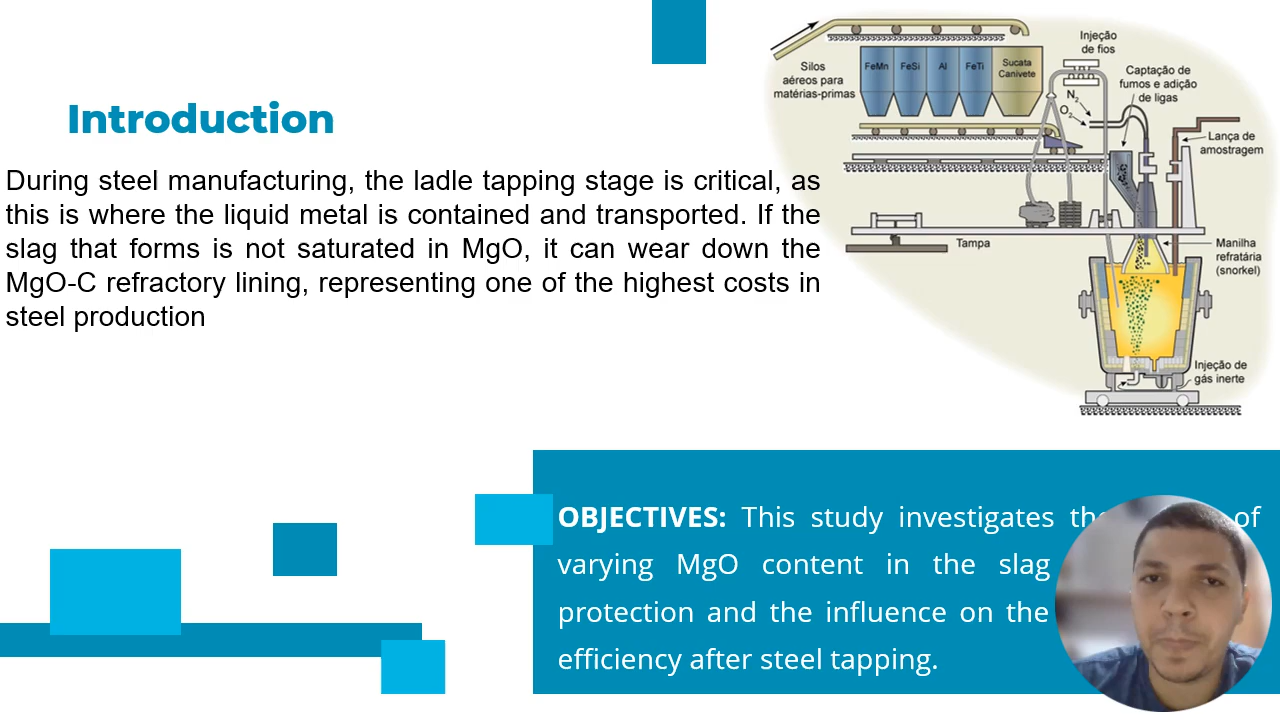 Introduction
During steel manufacturing, the ladle tapping stage is critical, as
this is where the liquid metal is contained and transported. If the
slag that forms is not saturated in MgO, it can wear down the
MgO-C refractory lining, representing one of the highest costs in
steel production
Silos
aéreos para
matérias-primas
FeMn
FeSi
Al
FeTi
Sucata
Canivete
Injeção
de fios
Captação de
fumos e adição
de ligas
N2
O2
Lança de
amostragem
Tampa
Manilha
refratária
(snorkel)
Injeção de
gás inerte
OBJECTIVES: This study investigates of
varying MgO content in the slag
protection and the influence on the
efficiency after steel tapping.